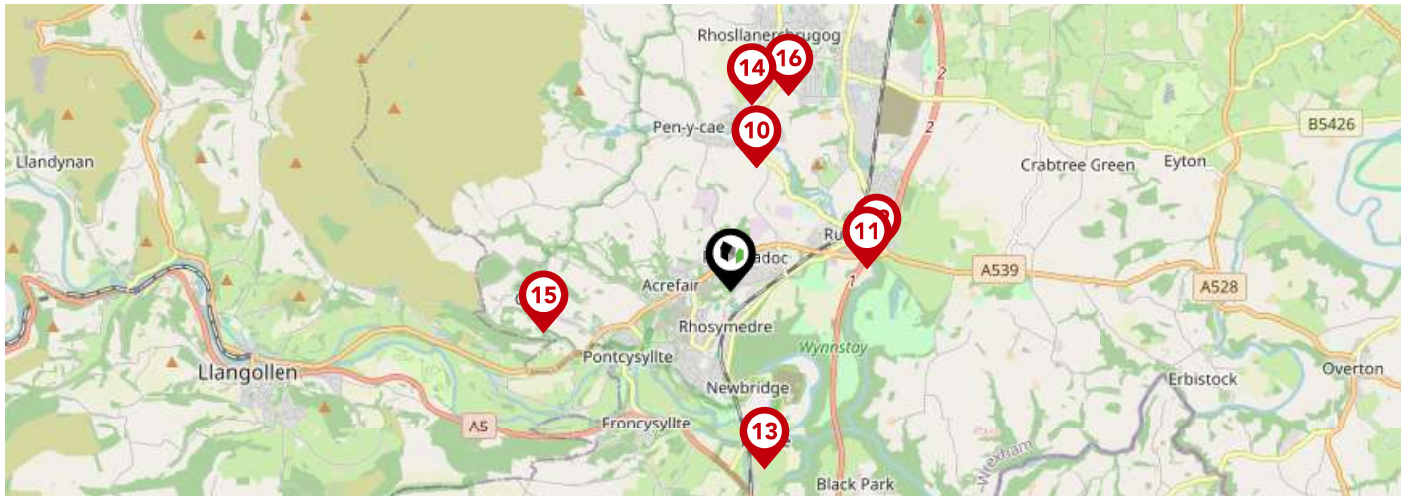 Rhosllanerchrugog
16
14
2
Pen-y-cae
10
2
B5426
Llandynan
Crabtree Green
Eyton
11
A539
Acrefair
1
A528
15
Rhosymedre
Wynnstay
Pontcysyllte
Llangollen
Overton
Newbridge
Erbistock
A5
Froncysyllte
13
Wrexham
Black Park